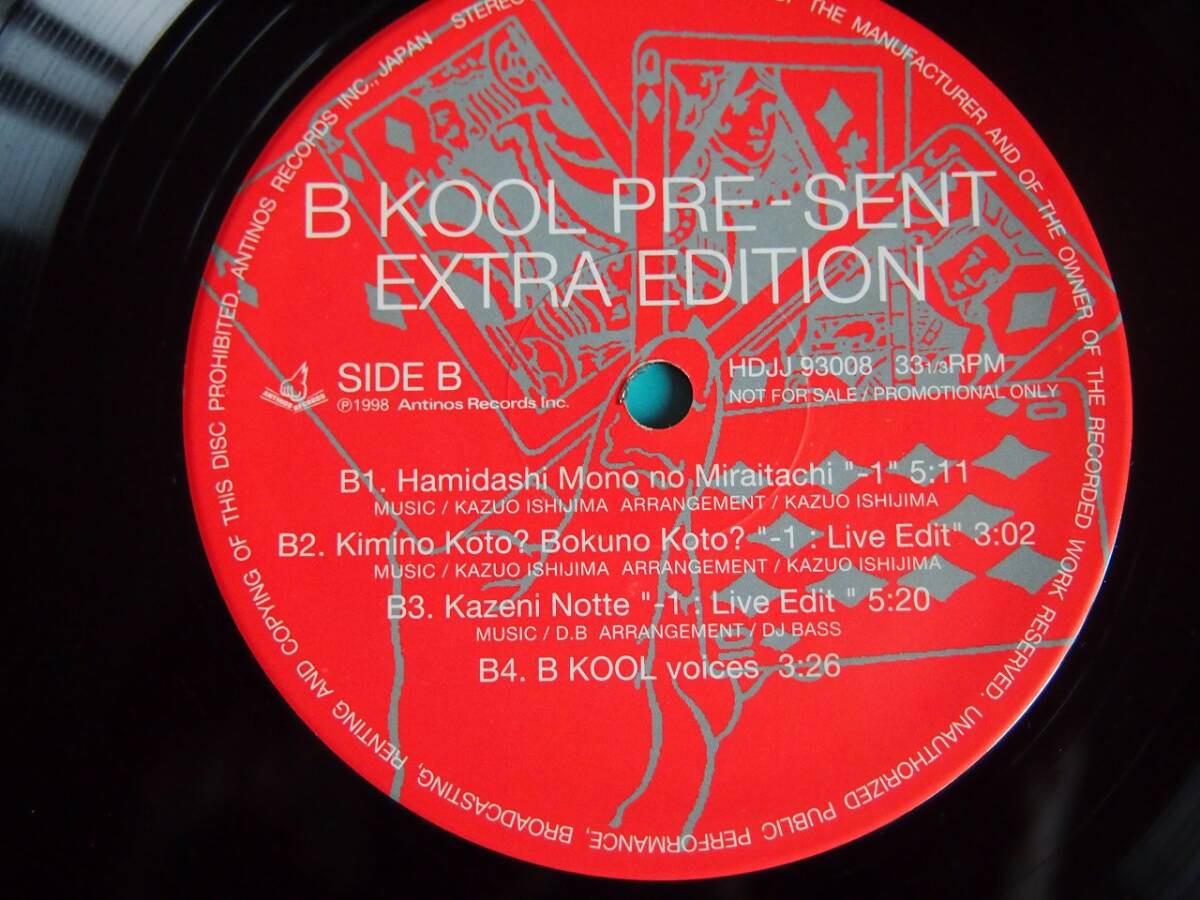 B KOOL PRE-SENT
EXTRA EDITION
ANTINOS RECORDS
SIDE B
℗1998 Antinos Records Inc.
HDJJ 93008 33 1/3RPM
NOT FOR SALE / PROMOTIONAL ONLY
B1. Hamidashi Mono no Miraitachi "-1" 5:11
MUSIC / KAZUO ISHIJIMA ARRANGEMENT / KAZUO ISHIJIMA
B2. Kimino Koto? Bokuno Koto? "-1 : Live Edit" 3:02
MUSIC / KAZUO ISHIJIMA ARRANGEMENT / KAZUO ISHIJIMA
B3. Kazeni Notte "-1 : Live Edit " 5:20
MUSIC / D.B ARRANGEMENT / DJ BASS
B4. B KOOL voices 3:26
OF THE MANUFACTURER AND OF THE OWNER OF THE RECORDED WORK RESERVED. UNAUTHORIZED PUBLIC PERFORMANCE, BROADCASTING, RENTING AND COPYING OF THIS DISC PROHIBITED. ANTINOS RECORDS INC., JAPAN STEREO